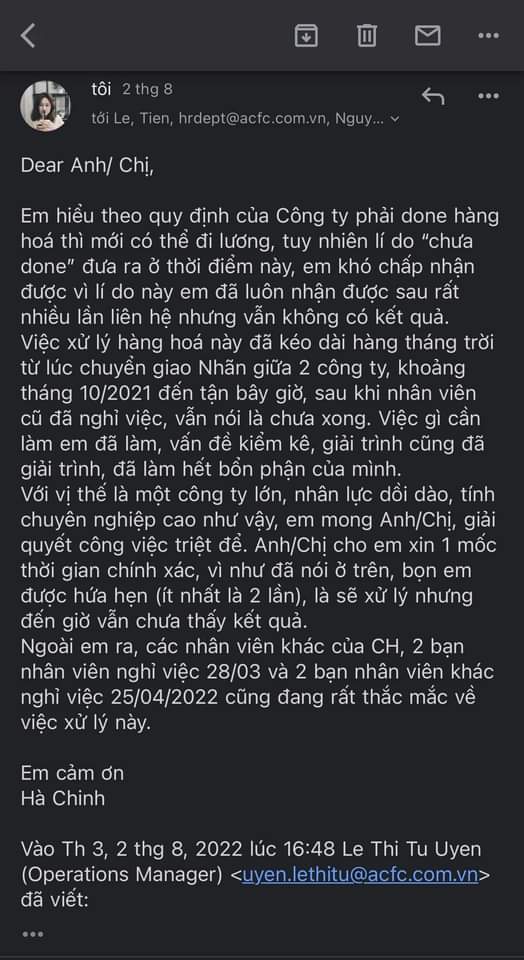 tôi 2 thg 8
tới Le, Tien, hrdept@acfc.com.vn, Nguy...
Dear Anh/ Chị,
Em hiểu theo quy định của Công ty phải done hàng
hoá thì mới có thể đi lương, tuy nhiên lí do “chưa
done” đưa ra ở thời điểm này, em khó chấp nhận
được vì lí do này em đã luôn nhận được sau rất
nhiều lần liên hệ nhưng vẫn không có kết quả.
Việc xử lý hàng hoá này đã kéo dài hàng tháng trời
từ lúc chuyển giao Nhãn giữa 2 công ty, khoảng
tháng 10/2021 đến tận bây giờ, sau khi nhân viên
cũ đã nghỉ việc, vẫn nói là chưa xong. Việc gì cần
làm em đã làm, vấn đề kiểm kê, giải trình cũng đã
giải trình, đã làm hết bổn phận của mình.
Với vị thế là một công ty lớn, nhân lực dồi dào, tính
chuyên nghiệp cao như vậy, em mong Anh/Chị, giải
quyết công việc triệt để. Anh/Chị cho em xin 1 mốc
thời gian chính xác, vì như đã nói ở trên, bọn em
được hứa hẹn (ít nhất là 2 lần), là sẽ xử lý nhưng
đến giờ vẫn chưa thấy kết quả.
Ngoài em ra, các nhân viên khác của CH, 2 bạn
nhân viên nghỉ việc 28/03 và 2 bạn nhân viên khác
nghỉ việc 25/04/2022 cũng đang rất thắc mắc về
việc xử lý này.
Em cảm ơn
Hà Chinh
Vào Th 3, 2 thg 8, 2022 lúc 16:48 Le Thi Tu Uyen
(Operations Manager) <uyen.lethitu@acfc.com.vn>
đã viết: